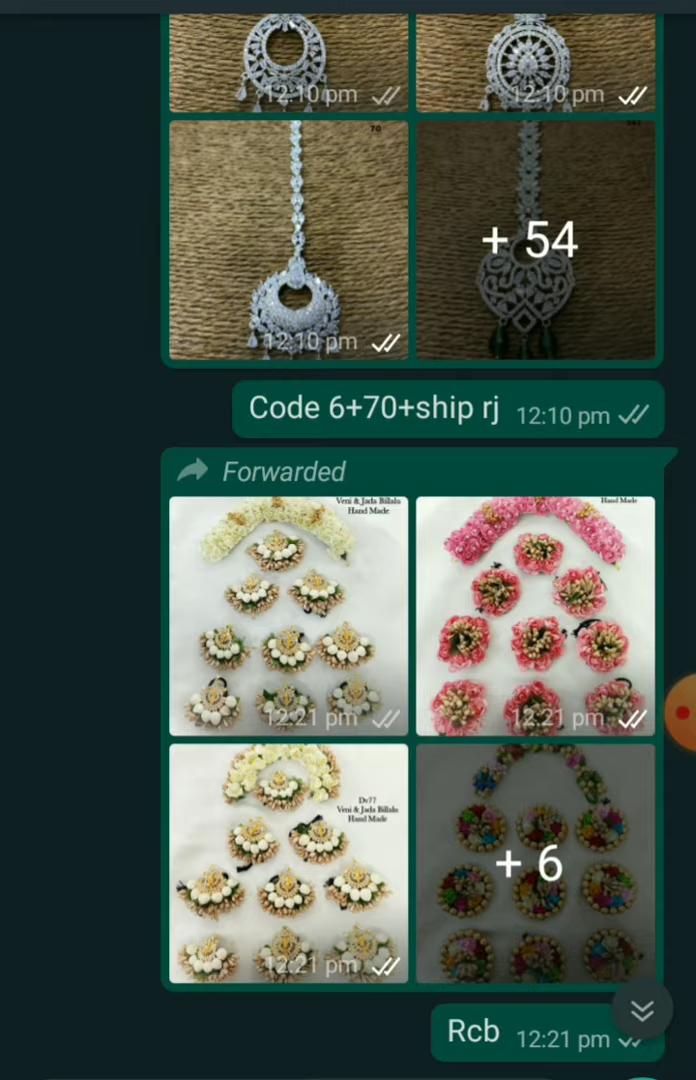 12:10 pm
12:10 pm
70
+ 54
12:10 pm
Code 6+70+ship rj 12:10 pm
Forwarded
Veni & Jada Billalu
Hand Made
Hand Made
12:21 pm
12:21 pm
Dv77
Veni & Jada Billalu
Hand Made
+ 6
12:21 pm
Rcb 12:21 pm